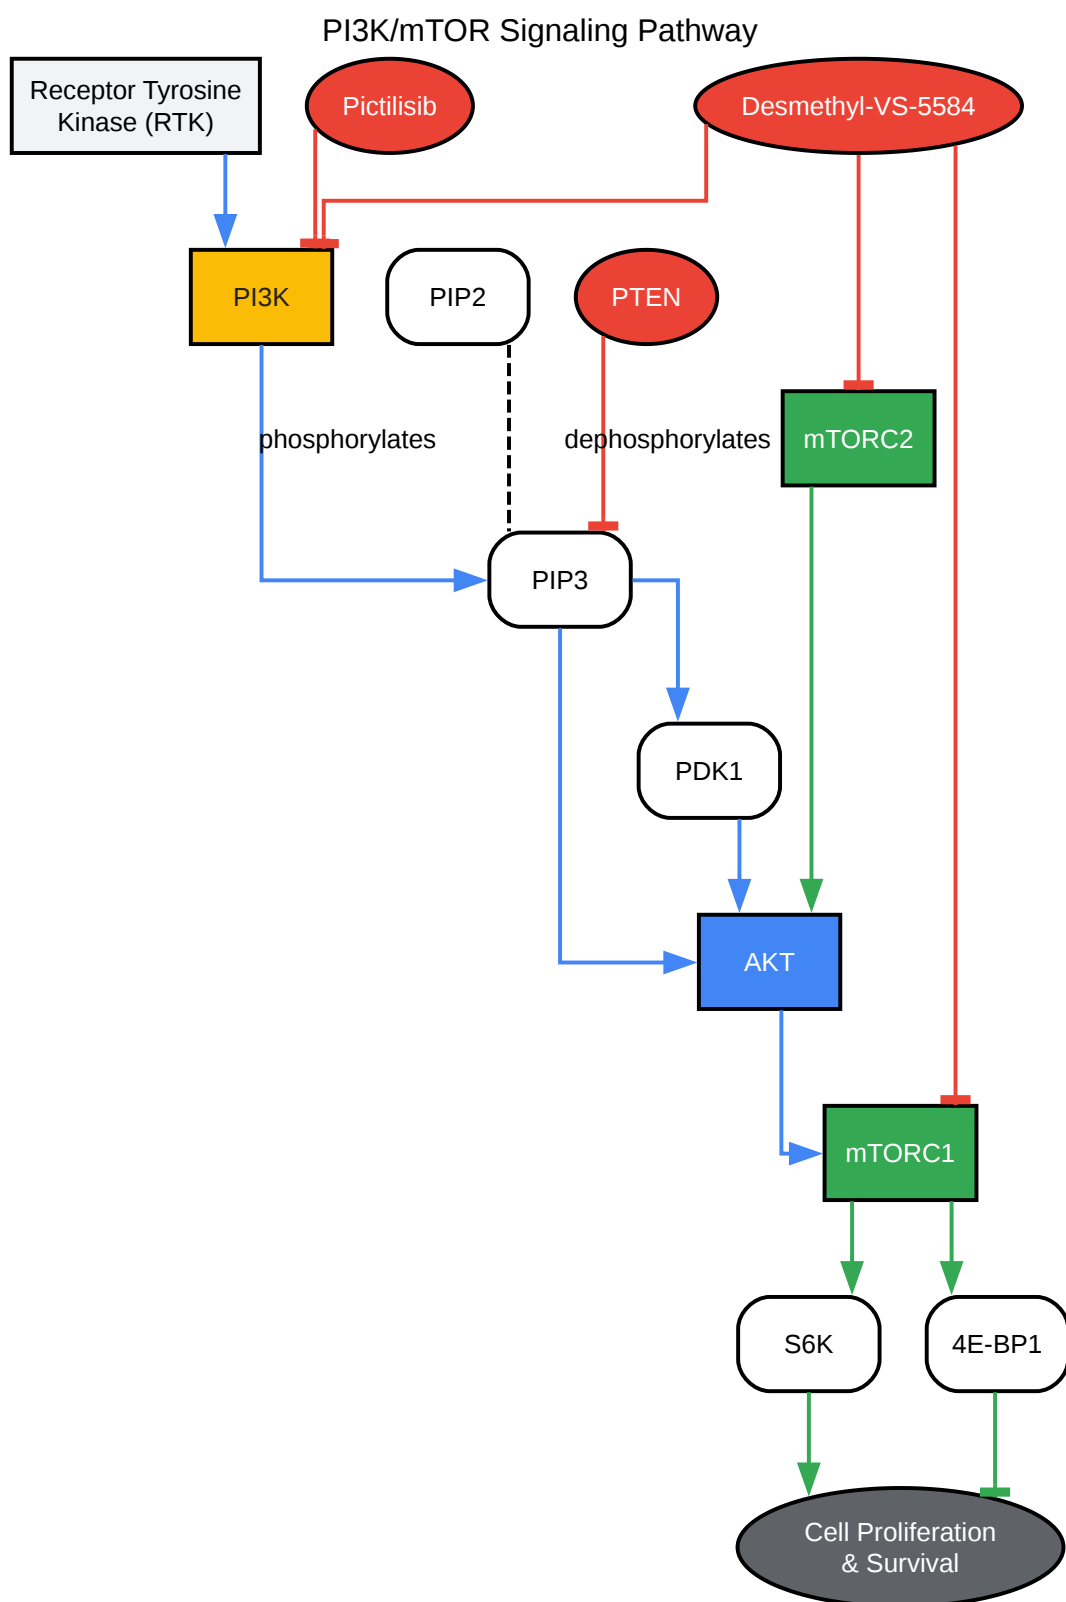 PI3K/mTOR Signaling Pathway
Receptor Tyrosine
Kinase (RTK)
Pictilisib
Desmethyl-VS-5584
PI3K
PIP2
PTEN
phosphorylates
dephosphorylates
mTORC2
PIP3
PDK1
AKT
mTORC1
S6K
4E-BP1
Cell Proliferation
& Survival